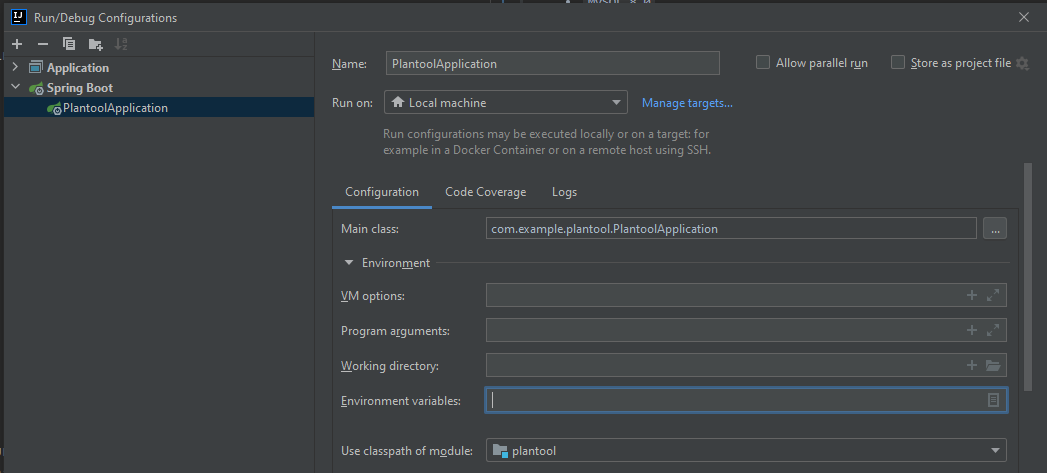 Run/Debug Configurations
Application
Spring Boot
PlantoolApplication
Name: PlantoolApplication Allow parallel run Store as project file
Run on: Local machine Manage targets...
Run configurations may be executed locally or on a target: for
example in a Docker Container or on a remote host using SSH.
Configuration Code Coverage Logs
Main class: com.example.plantool.PlantoolApplication ...
Environment
VM options:
Program arguments:
Working directory:
Environment variables:
Use classpath of module: plantool